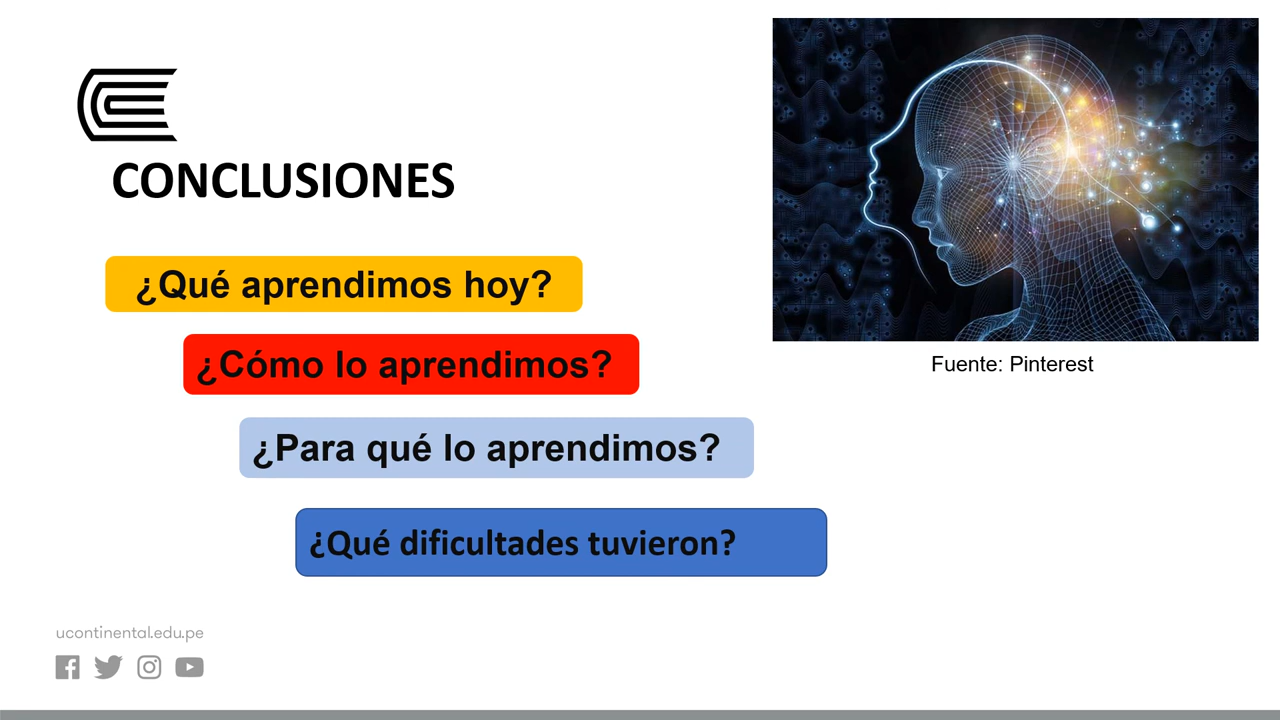 CONCLUSIONES
¿Qué aprendimos hoy?
¿Cómo lo aprendimos?
¿Para qué lo aprendimos?
¿Qué dificultades tuvieron?
Fuente: Pinterest
ucontinental.edu.pe